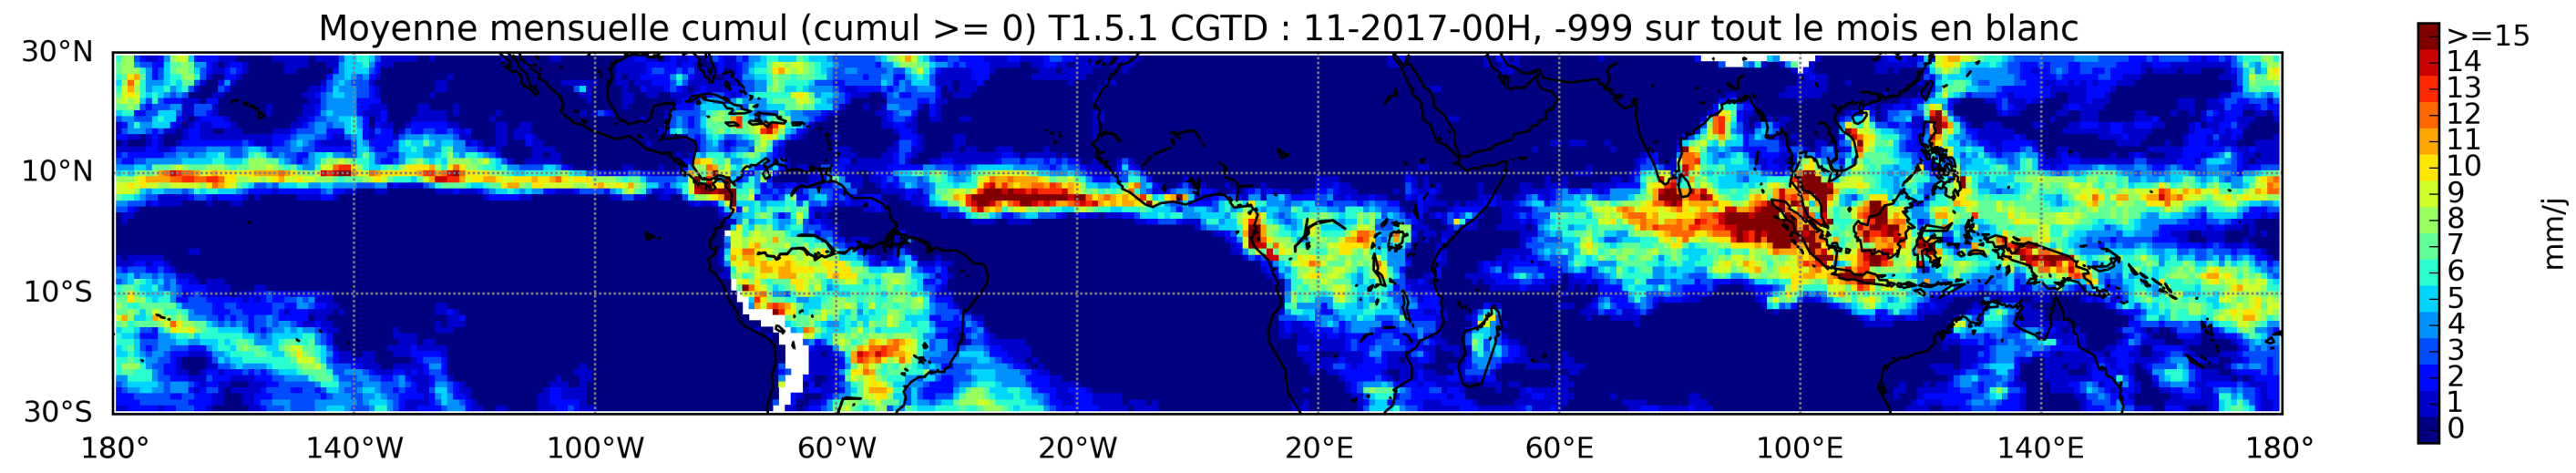 Moyenne mensuelle cumul (cumul >= 0) T1.5.1 CGTD : 11-2017-00H, -999 sur tout le mois en blanc
30°N
10°N
10°S
30°S
180° 140°W 100°W 60°W 20°W 20°E 60°E 100°E 140°E 180°
>=15
14
13
12
11
10
9
8
7
6
5
4
3
2
1
0
mm/j